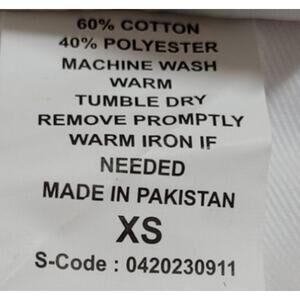 60% COTTON
40% POLYESTER
MACHINE WASH
WARM
TUMBLE DRY
REMOVE PROMPTLY
WARM IRON IF
NEEDED
MADE IN PAKISTAN
XS
S-Code : 0420230911